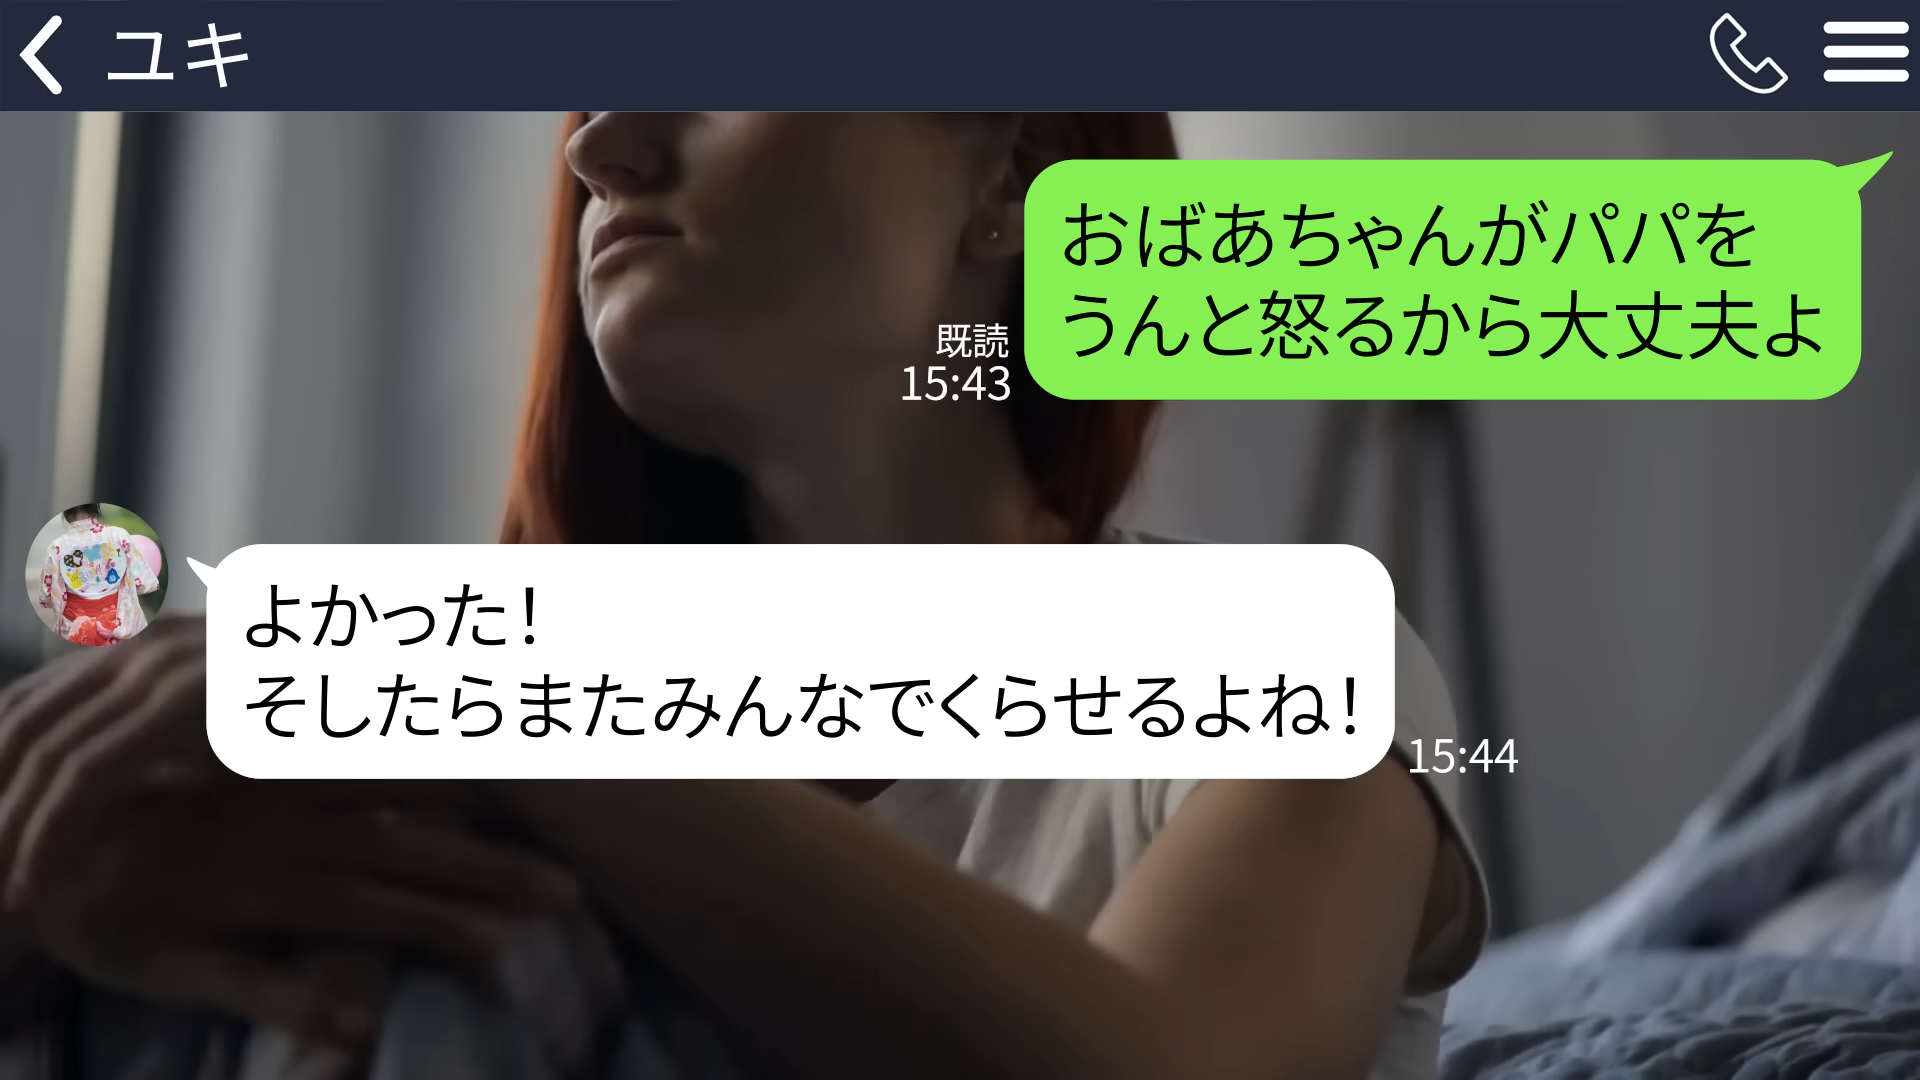 ユキ
おばあちゃんがパパを
うんと怒るから大丈夫よ
既読
15:43
よかった！
そしたらまたみんなでくらせるよね！
15:44